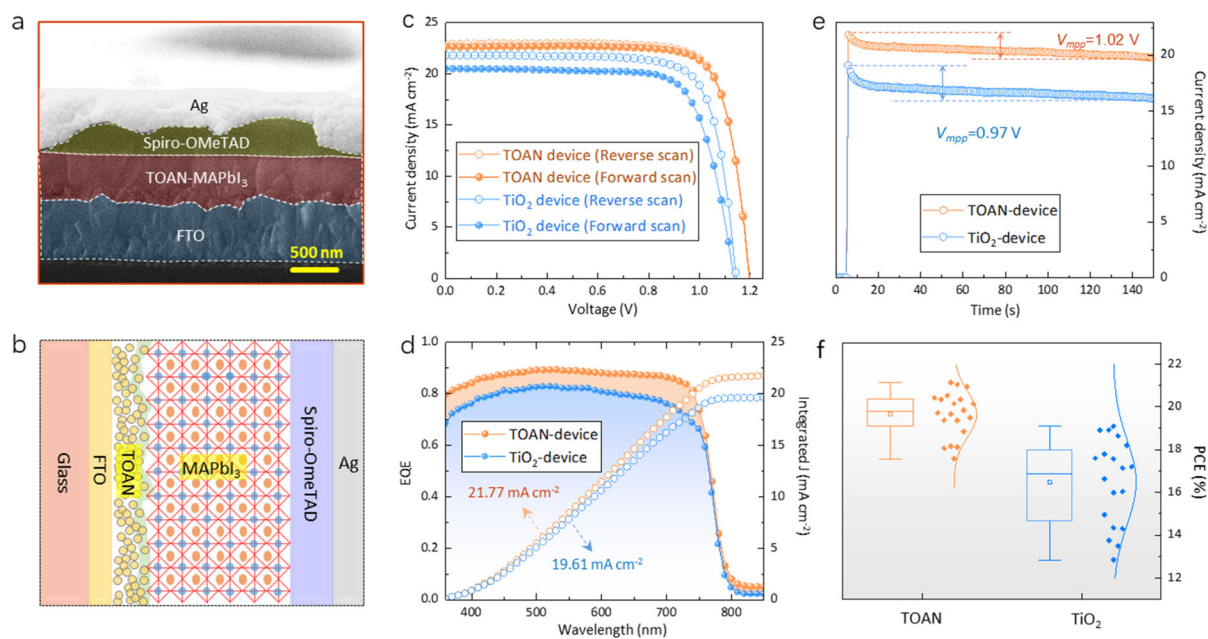 a
Ag
Spiro-OMeTAD
TOAN-MAPbI₃
FTO
500 nm
b
Glass
FTO
TOAN
MAPbI₃
Spiro-OmeTAD
Ag
c
Current density (mA cm⁻²)
25
20
15
10
5
0
TOAN device (Reverse scan)
TOAN device (Forward scan)
TiO₂ device (Reverse scan)
TiO₂ device (Forward scan)
0.0 0.2 0.4 0.6 0.8 1.0 1.2
Voltage (V)
d
EQE
1.0
0.8
0.6
0.4
0.2
0.0
TOAN-device
TiO₂-device
21.77 mA cm⁻²
19.61 mA cm⁻²
25
20
15
10
5
0
Integrated J (mA cm⁻²)
400 500 600 700 800
Wavelength (nm)
e
Vmpp=1.02 V
Vmpp=0.97 V
TOAN-device
TiO₂-device
20
15
10
5
0
Current density (mA cm⁻²)
0 20 40 60 80 100 120 140
Time (s)
f
22
20
18
16
14
12
PCE (%)
TOAN
TiO₂